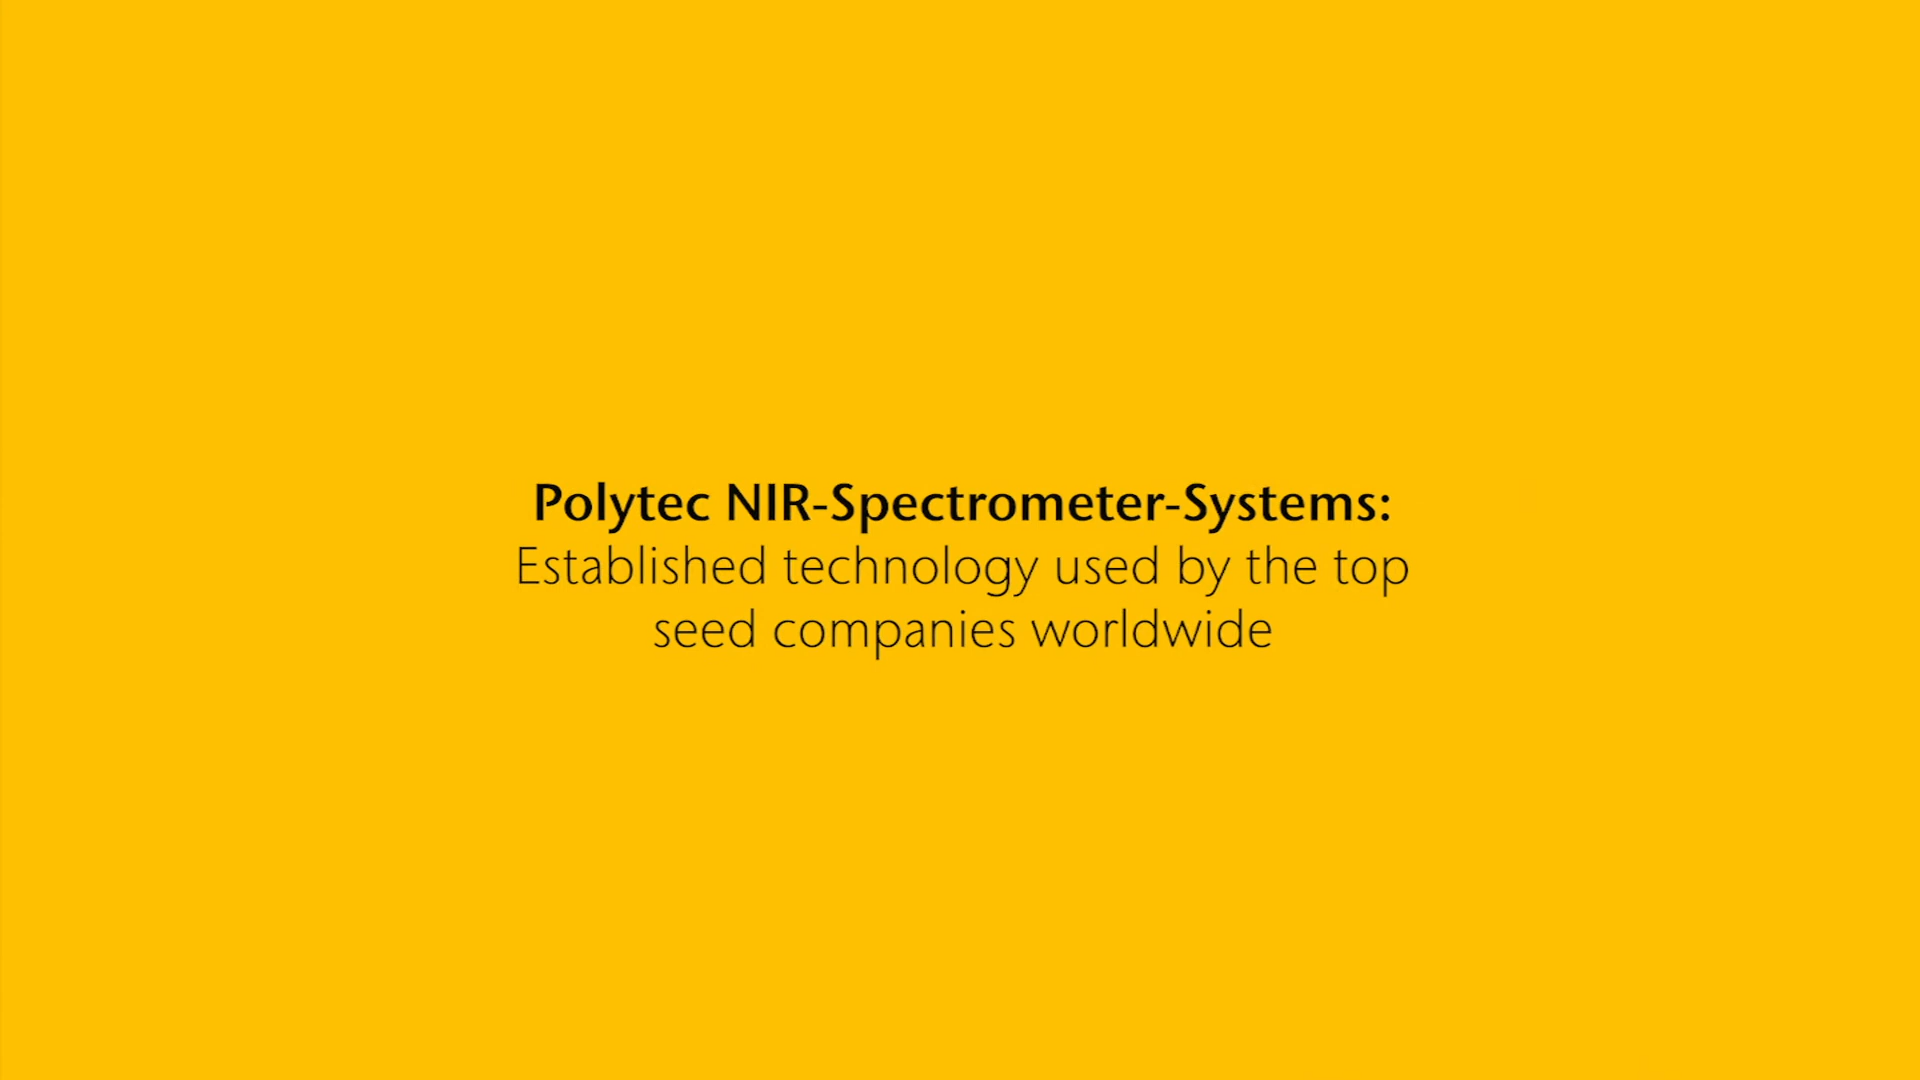 Polytec NIR-Spectrometer-Systems:
Established technology used by the top
seed companies worldwide